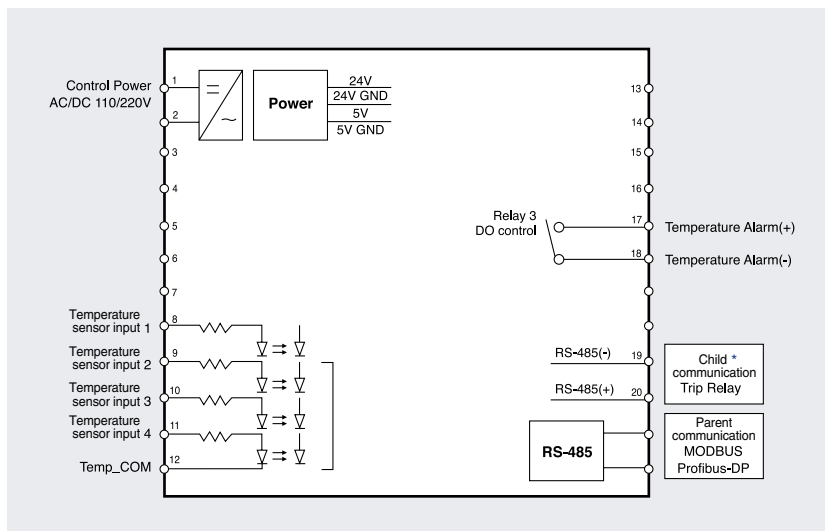 Control Power
AC/DC 110/220V
1
2
3
4
5
6
7
Power
24V
24V GND
5V
5V GND
13
14
15
16
Relay 3
DO control
17
Temperature Alarm(+)
18
Temperature Alarm(-)
Temperature
sensor input 1
8
Temperature
sensor input 2
9
Temperature
sensor input 3
10
Temperature
sensor input 4
11
Temp_COM
12
RS-485(-)
19
RS-485(+)
20
Child *
communication
Trip Relay
RS-485
Parent
communication
MODBUS
Profibus-DP